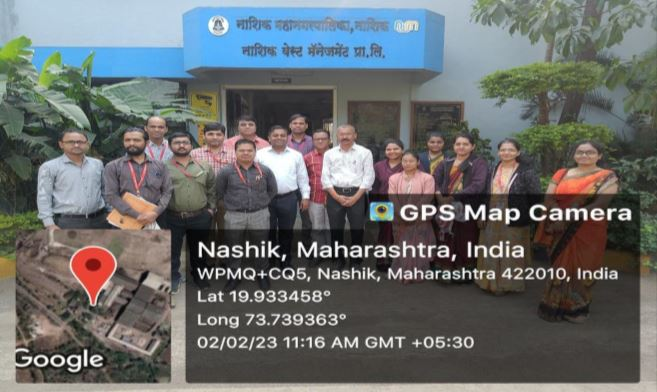 नाशिक महानगरपालिका, नाशिक
नाशिक वेस्ट मॅनेजमेंट प्रा.लि.
GPS Map Camera
Nashik, Maharashtra, India
WPMQ+CQ5, Nashik, Maharashtra 422010, India
Lat 19.933458°
Long 73.739363°
02/02/23 11:16 AM GMT +05:30
Google